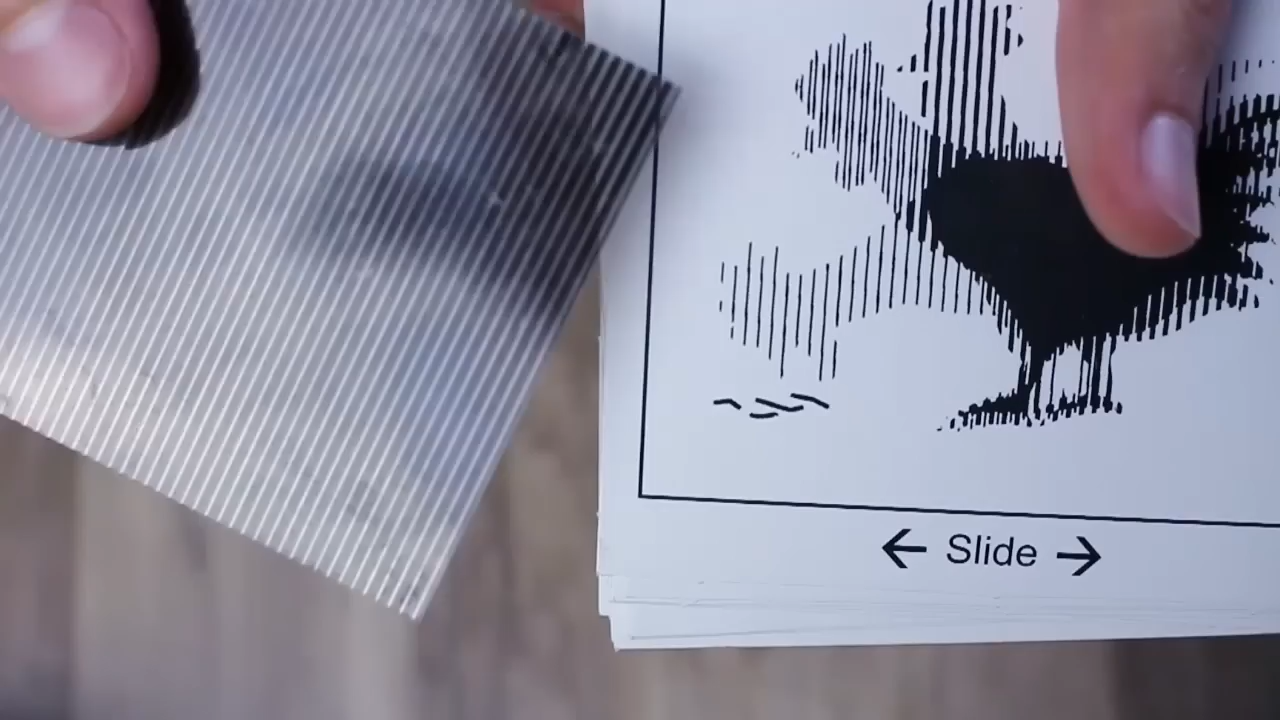 ← Slide →